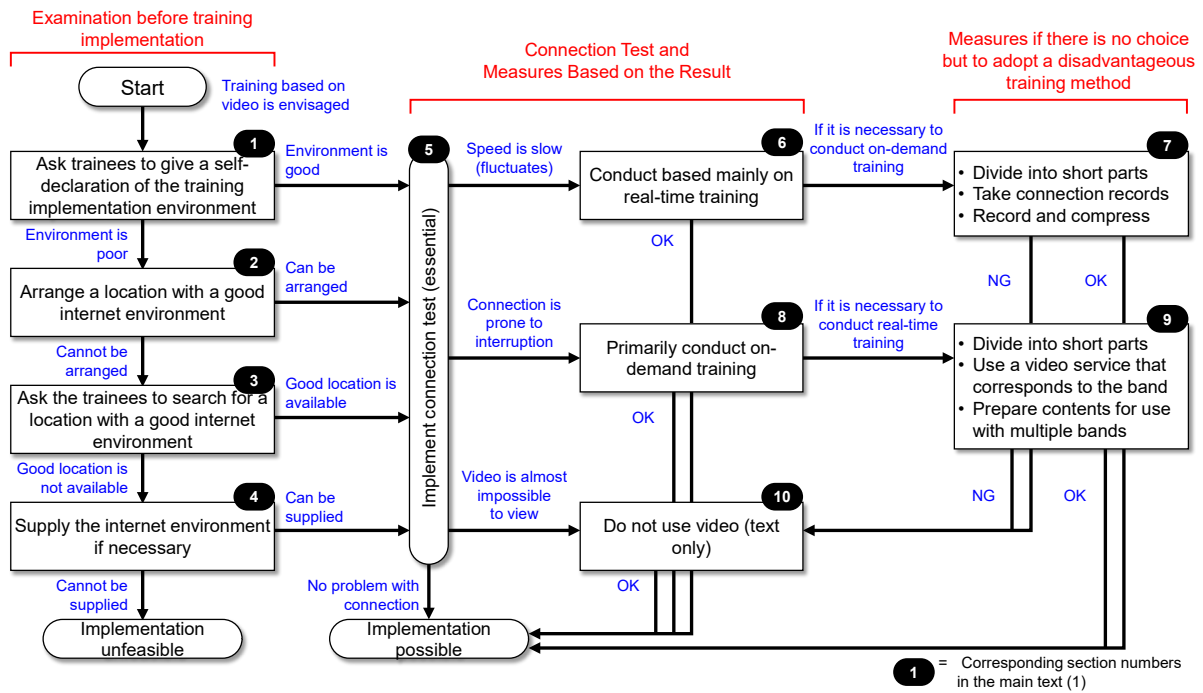 Examination before training
implementation
Connection Test and
Measures Based on the Result
Measures if there is no choice
but to adopt a disadvantageous
training method
Start
Training based on
video is envisaged
1
Ask trainees to give a self-
declaration of the training
implementation environment
Environment is
good
Environment is
poor
2
Arrange a location with a good
internet environment
Can be
arranged
Cannot be
arranged
3
Ask the trainees to search for a
location with a good internet
environment
Good location is
available
Good location is
not available
4
Supply the internet environment
if necessary
Can be
supplied
Cannot be
supplied
Implementation
unfeasible
5
Implement connection test (essential)
No problem with
connection
Implementation
possible
Speed is slow
(fluctuates)
6
Conduct based mainly on
real-time training
OK
If it is necessary to
conduct on-demand
training
7
• Divide into short parts
• Take connection records
• Record and compress
NG
OK
Connection is
prone to
interruption
8
Primarily conduct on-
demand training
OK
If it is necessary to
conduct real-time
training
9
• Divide into short parts
• Use a video service that
corresponds to the band
• Prepare contents for use
with multiple bands
NG
OK
Video is almost
impossible
to view
10
Do not use video (text
only)
OK
1 = Corresponding section numbers
in the main text (1)